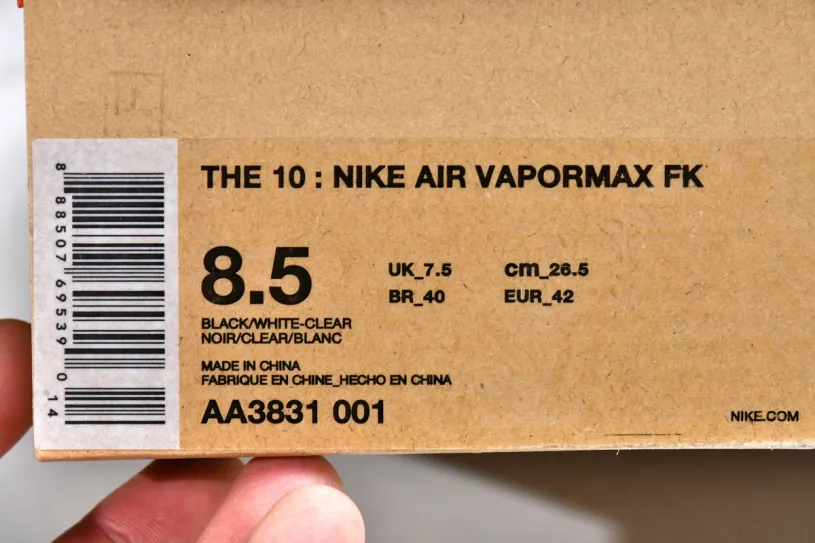 8 88507 69539 0 14
THE 10 : NIKE AIR VAPORMAX FK
8.5
UK_7.5 cm_26.5
BR_40 EUR_42
BLACK/WHITE-CLEAR
NOIR/CLEAR/BLANC
MADE IN CHINA
FABRIQUE EN CHINE_HECHO EN CHINA
AA3831 001
NIKE.COM